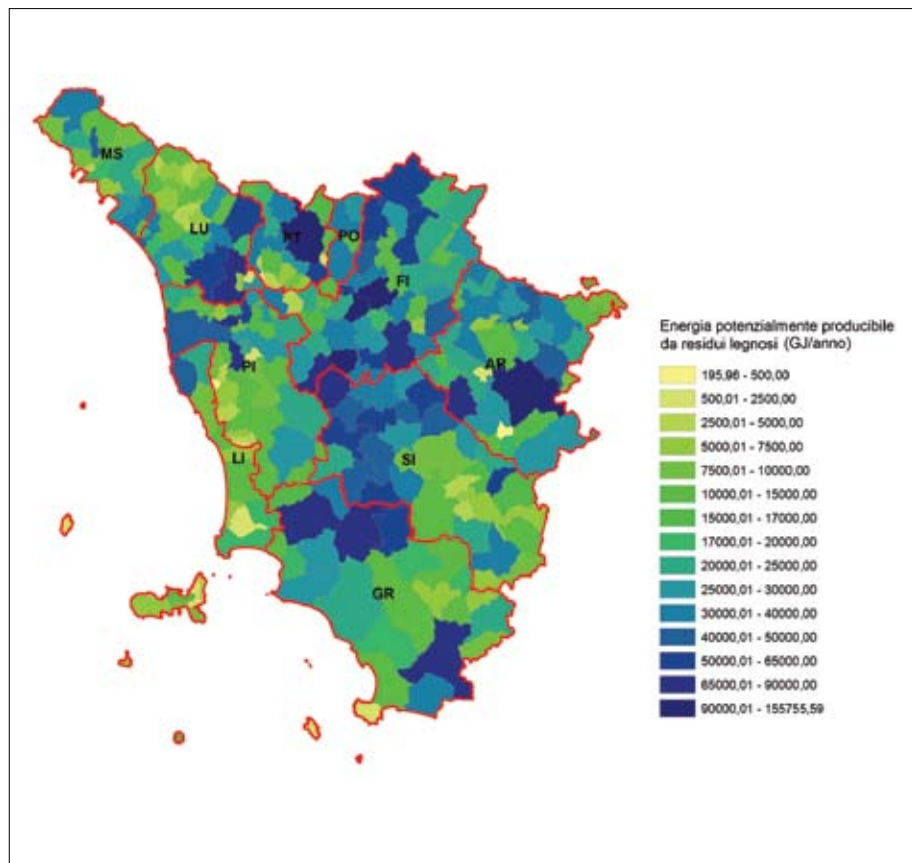 MS
LU
PT
PO
FI
PI
AR
LI
SI
GR
Energia potenzialmente producibile
da residui legnosi (GJ/anno)
195,96 - 500,00
500,01 - 2500,00
2500,01 - 5000,00
5000,01 - 7500,00
7500,01 - 10000,00
10000,01 - 15000,00
15000,01 - 17000,00
17000,01 - 20000,00
20000,01 - 25000,00
25000,01 - 30000,00
30000,01 - 40000,00
40000,01 - 50000,00
50000,01 - 65000,00
65000,01 - 90000,00
90000,01 - 155755,59